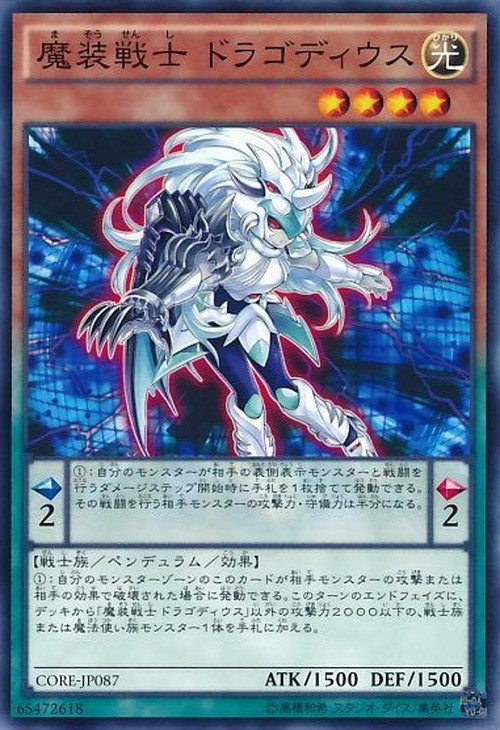 魔装戦士 ドラゴディウス
光
①：自分のモンスターが相手の表側表示モンスターと戦闘を
行うダメージステップ開始時に手札を1枚捨てて発動できる。
その戦闘を行う相手モンスターの攻撃力・守備力は半分になる。
2
2
【戦士族／ペンデュラム／効果】
①：自分のモンスターゾーンのこのカードが相手モンスターの攻撃または
相手の効果で破壊された場合に発動できる。このターンのエンドフェイズに、
デッキから「魔装戦士 ドラゴディウス」以外の攻撃力2000以下の、戦士族
または魔法使い族モンスター1体を手札に加える。
CORE-JP087
ATK/1500 DEF/1500
65472618
©高橋和希 スタジオ・ダイス/集英社